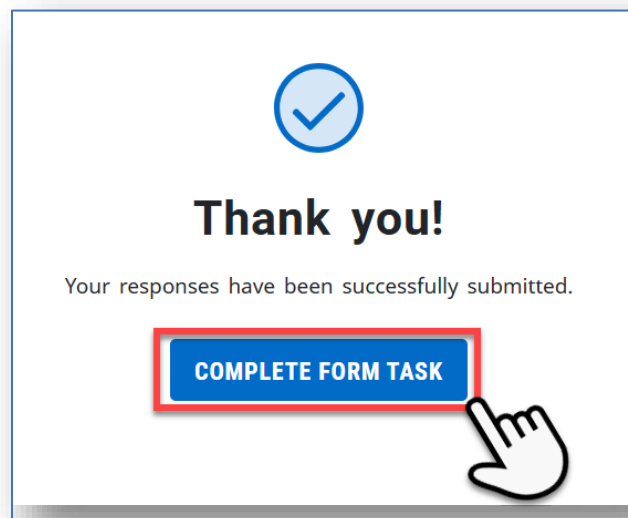 Thank you!
Your responses have been successfully submitted.
COMPLETE FORM TASK